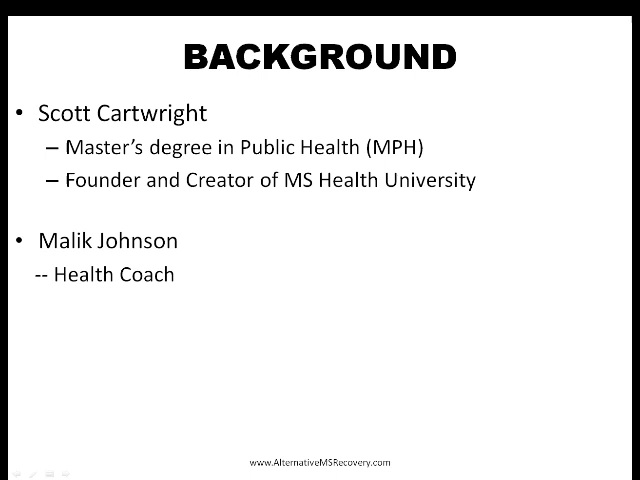 BACKGROUND
• Scott Cartwright
– Master’s degree in Public Health (MPH)
– Founder and Creator of MS Health University
• Malik Johnson
-- Health Coach
www.AlternativeMSRecovery.com